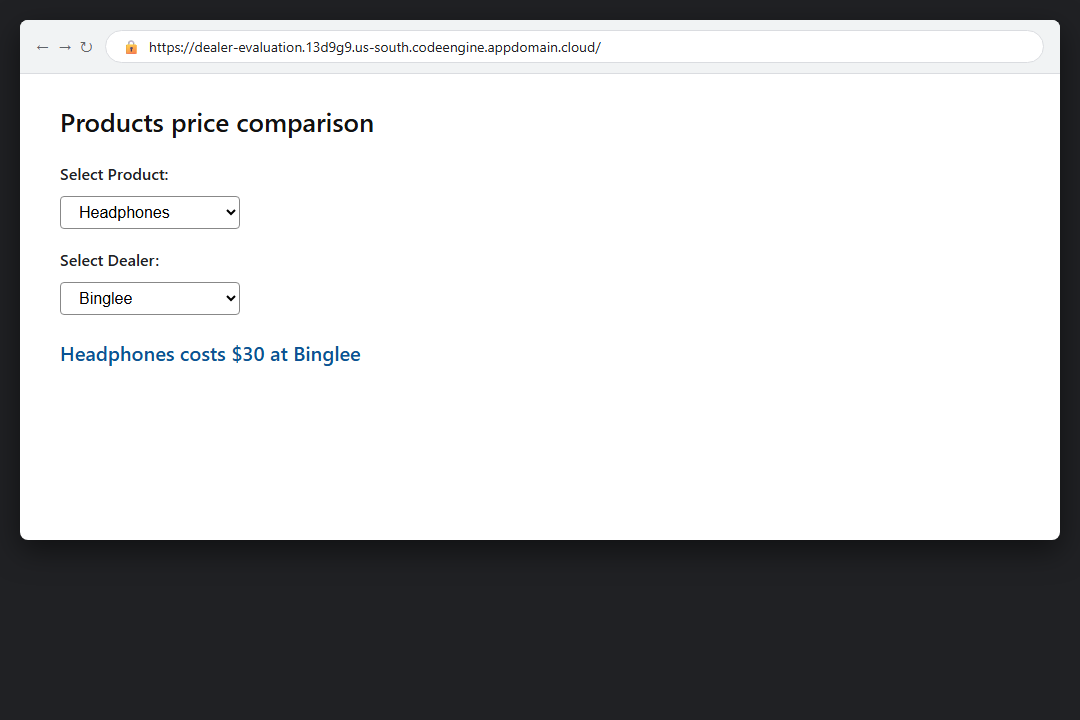 https://dealer-evaluation.13d9g9.us-south.codeengine.appdomain.cloud/
Products price comparison
Select Product:
Headphones
Select Dealer:
Binglee
Headphones costs $30 at Binglee